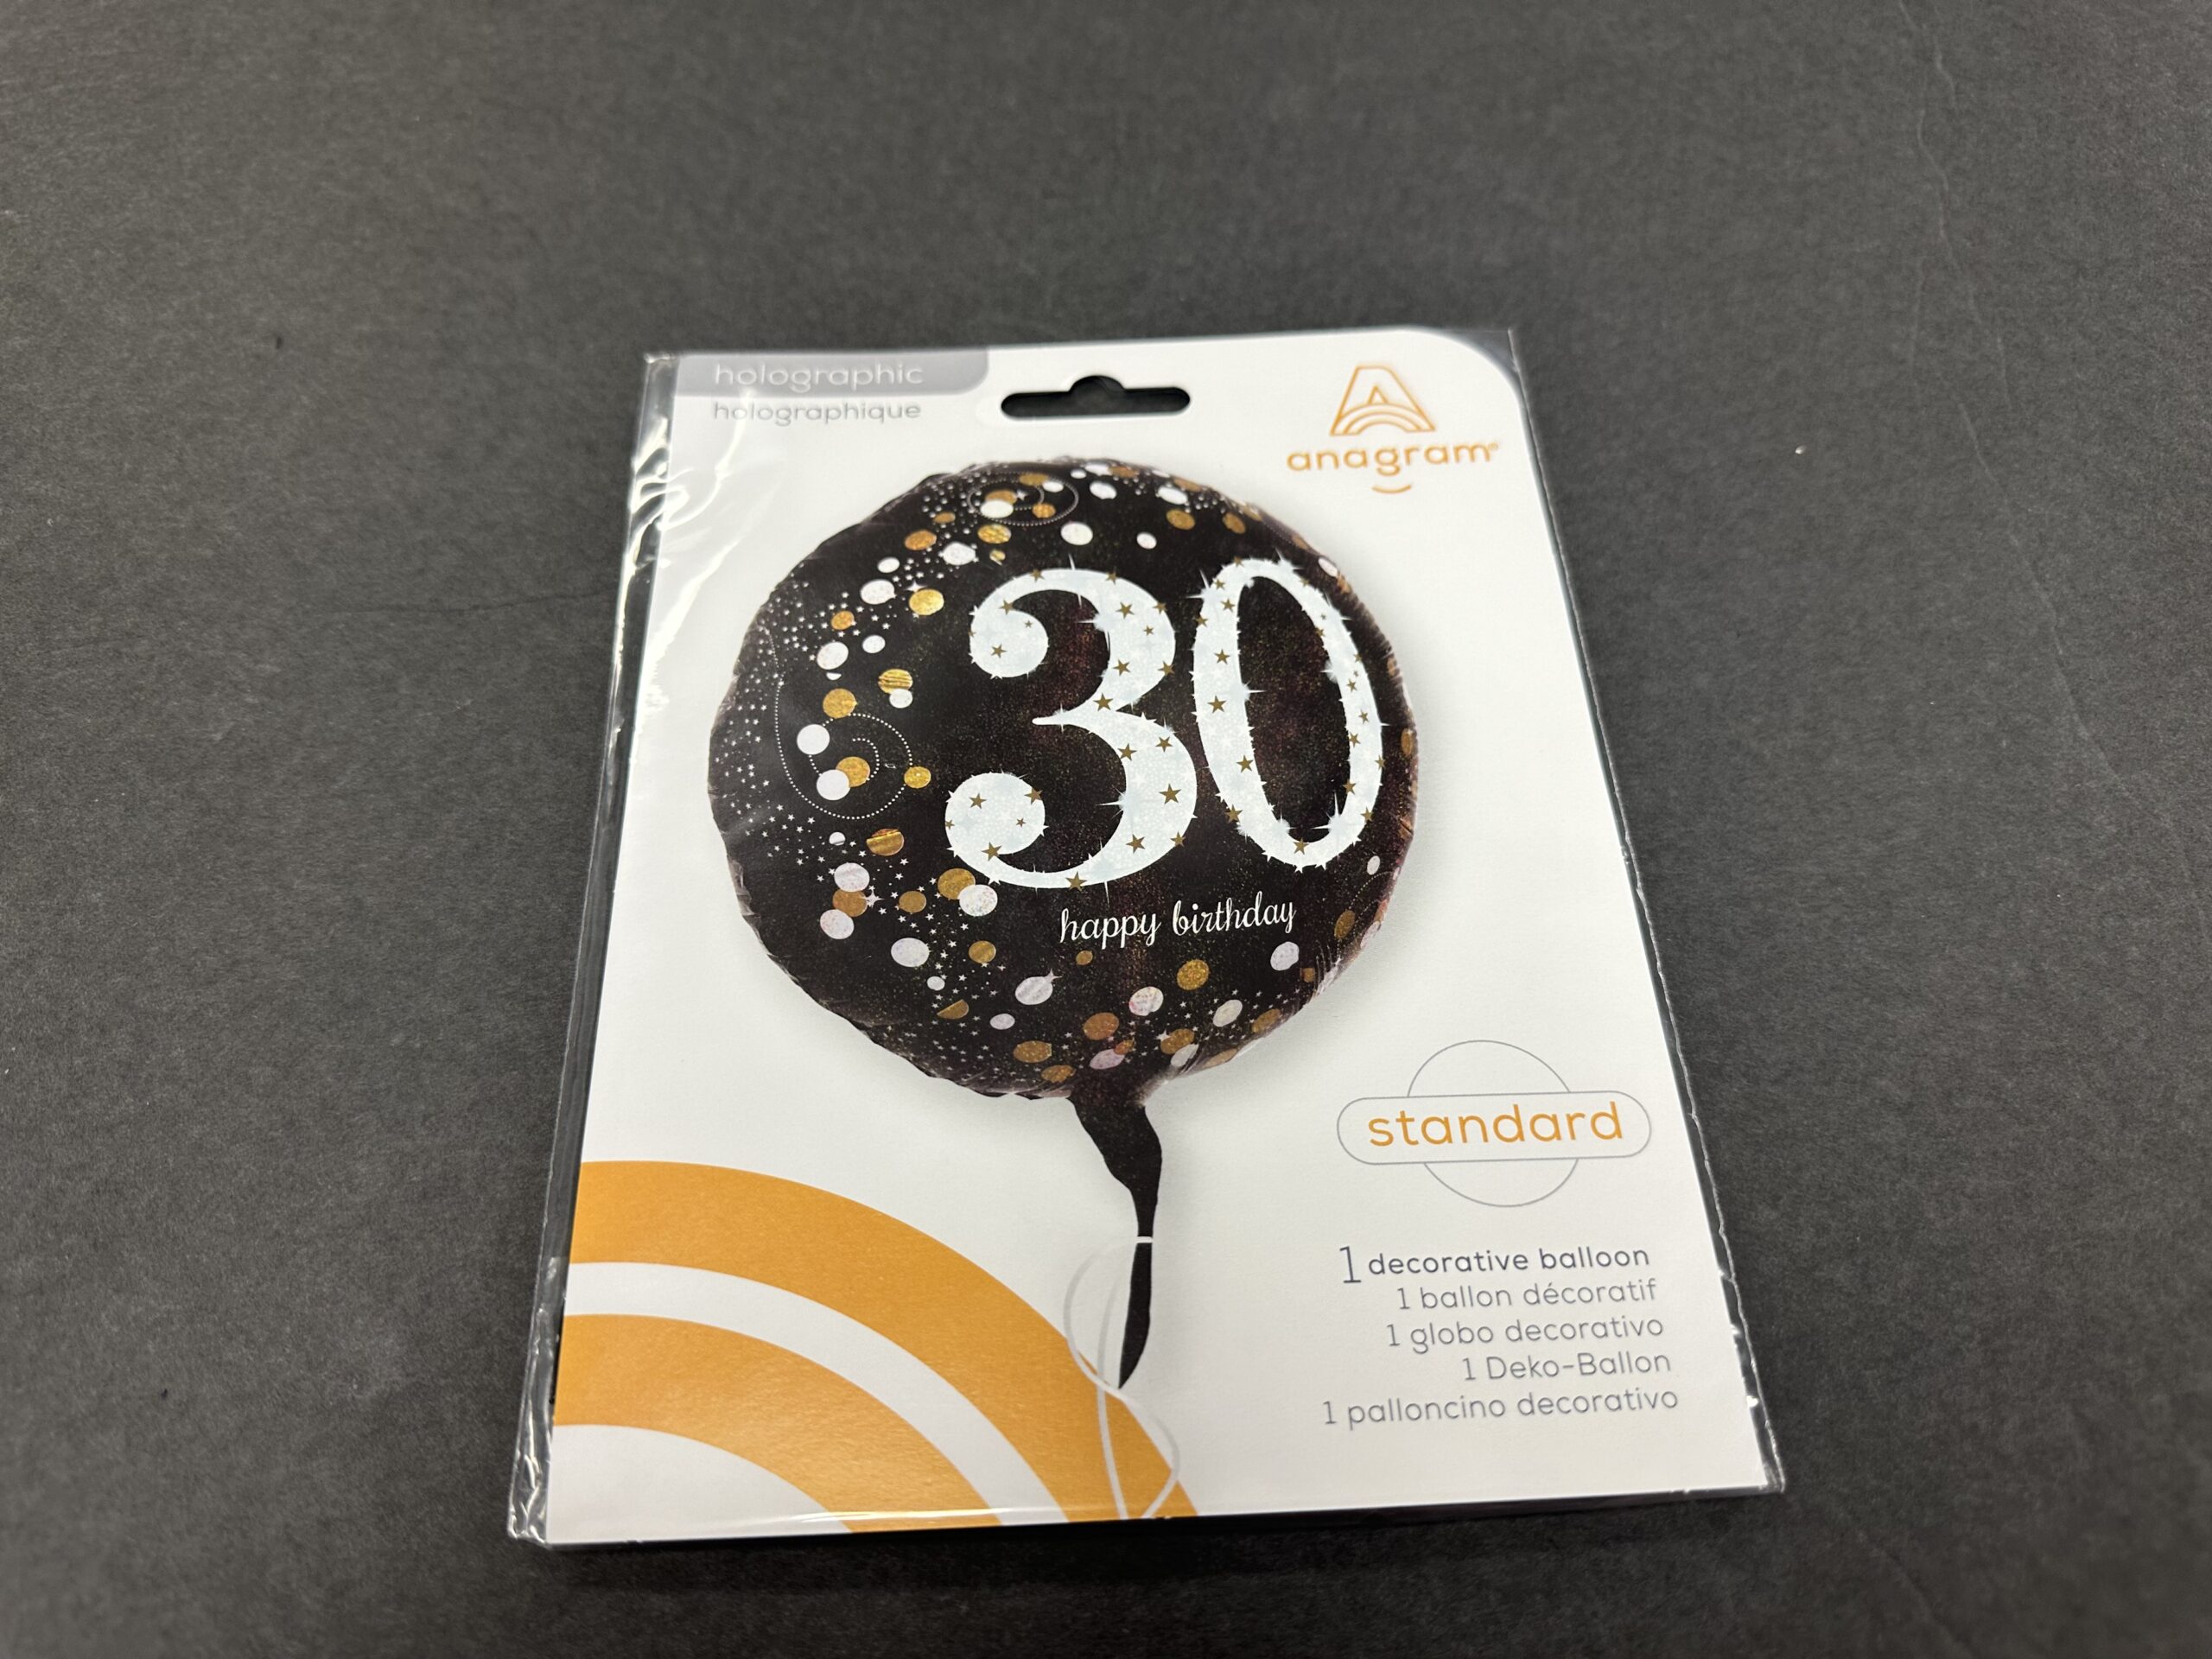 holographic
holographique
anagram®
30
happy birthday
standard
1 decorative balloon
1 ballon décoratif
1 globo decorativo
1 Deko-Ballon
1 palloncino decorativo